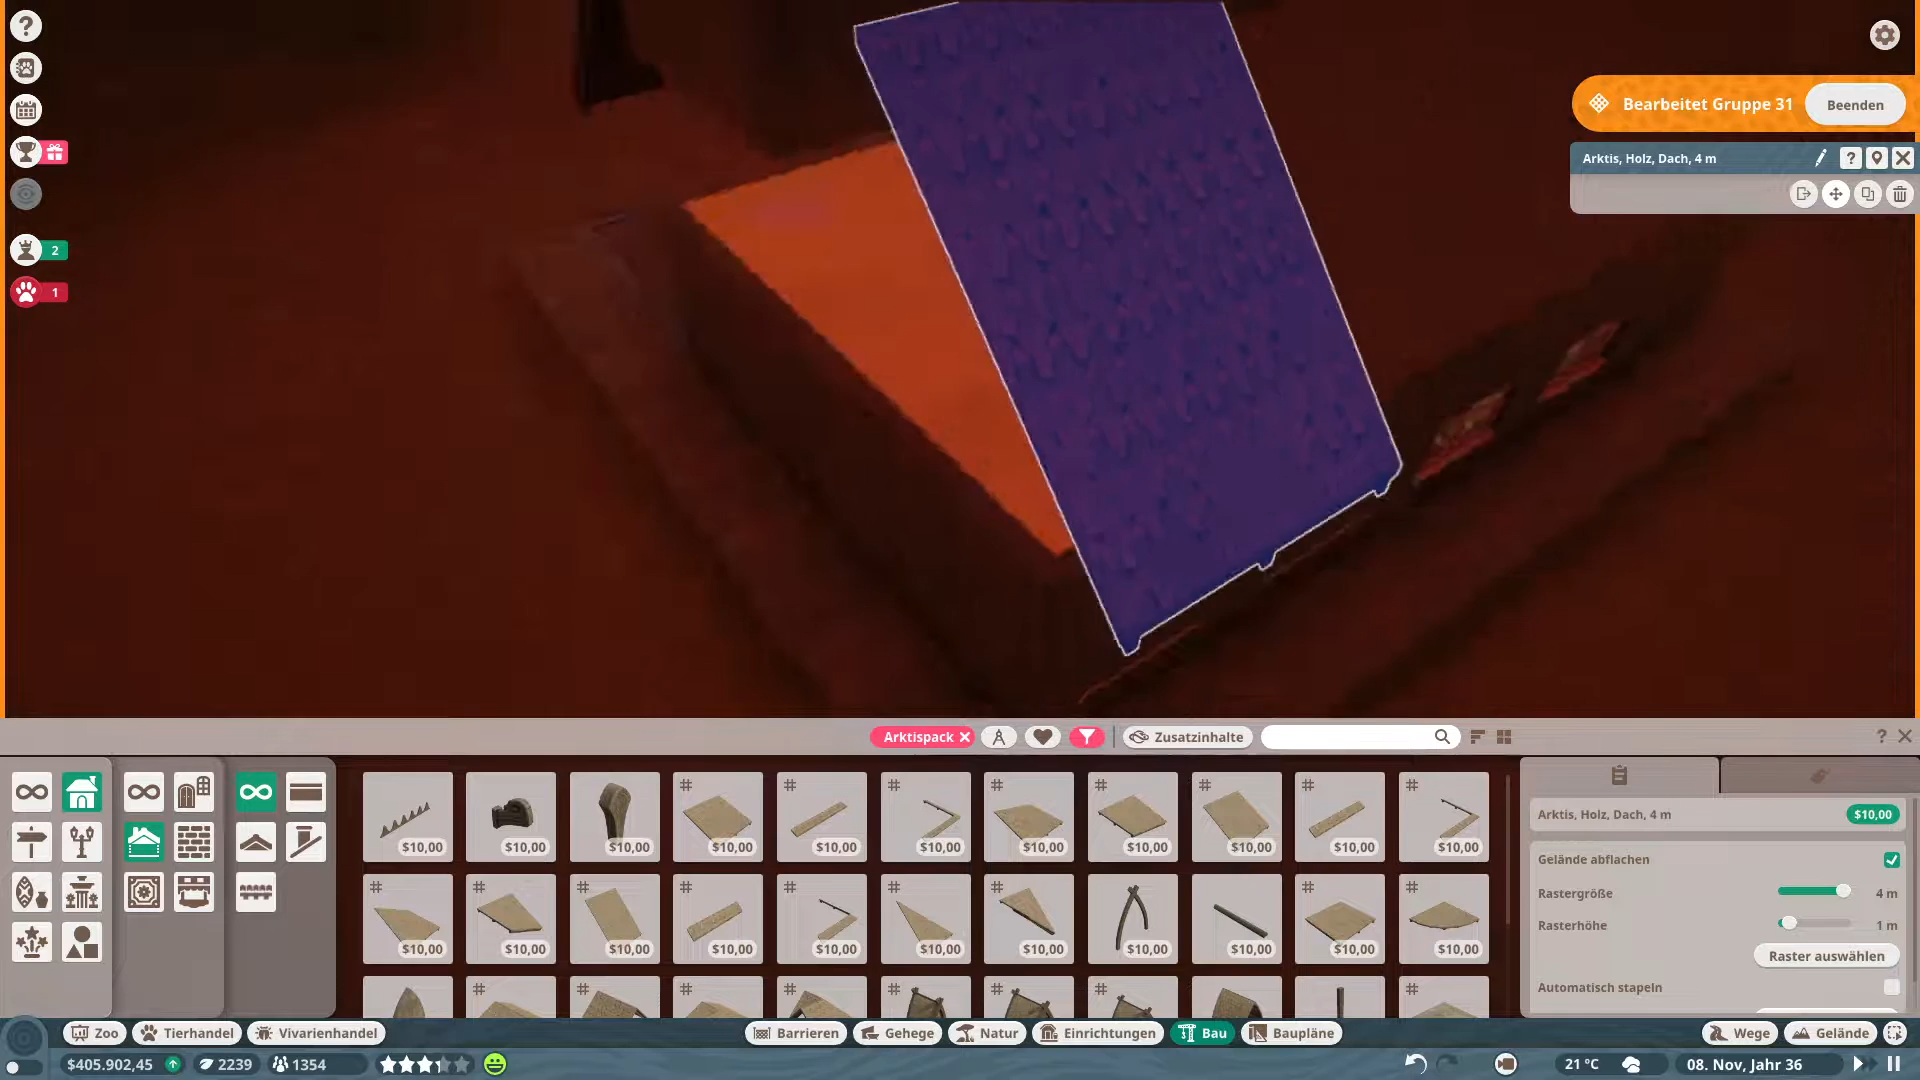 Bearbeitet Gruppe 31
Beenden
Arktis, Holz, Dach, 4 m
2
1
Arktispack
Zusatzinhalte
$10,00 $10,00 $10,00 $10,00 $10,00 $10,00 $10,00 $10,00 $10,00 $10,00 $10,00
$10,00 $10,00 $10,00 $10,00 $10,00 $10,00 $10,00 $10,00 $10,00 $10,00 $10,00
Arktis, Holz, Dach, 4 m $10,00
Gelände abflachen
Rastergröße 4 m
Rasterhöhe 1 m
Raster auswählen
Automatisch stapeln
Zoo Tierhandel Vivarienhandel Barrieren Gehege Natur Einrichtungen Bau Baupläne Wege Gelände
$405.902,45 2239 1354 21 °C 08. Nov, Jahr 36